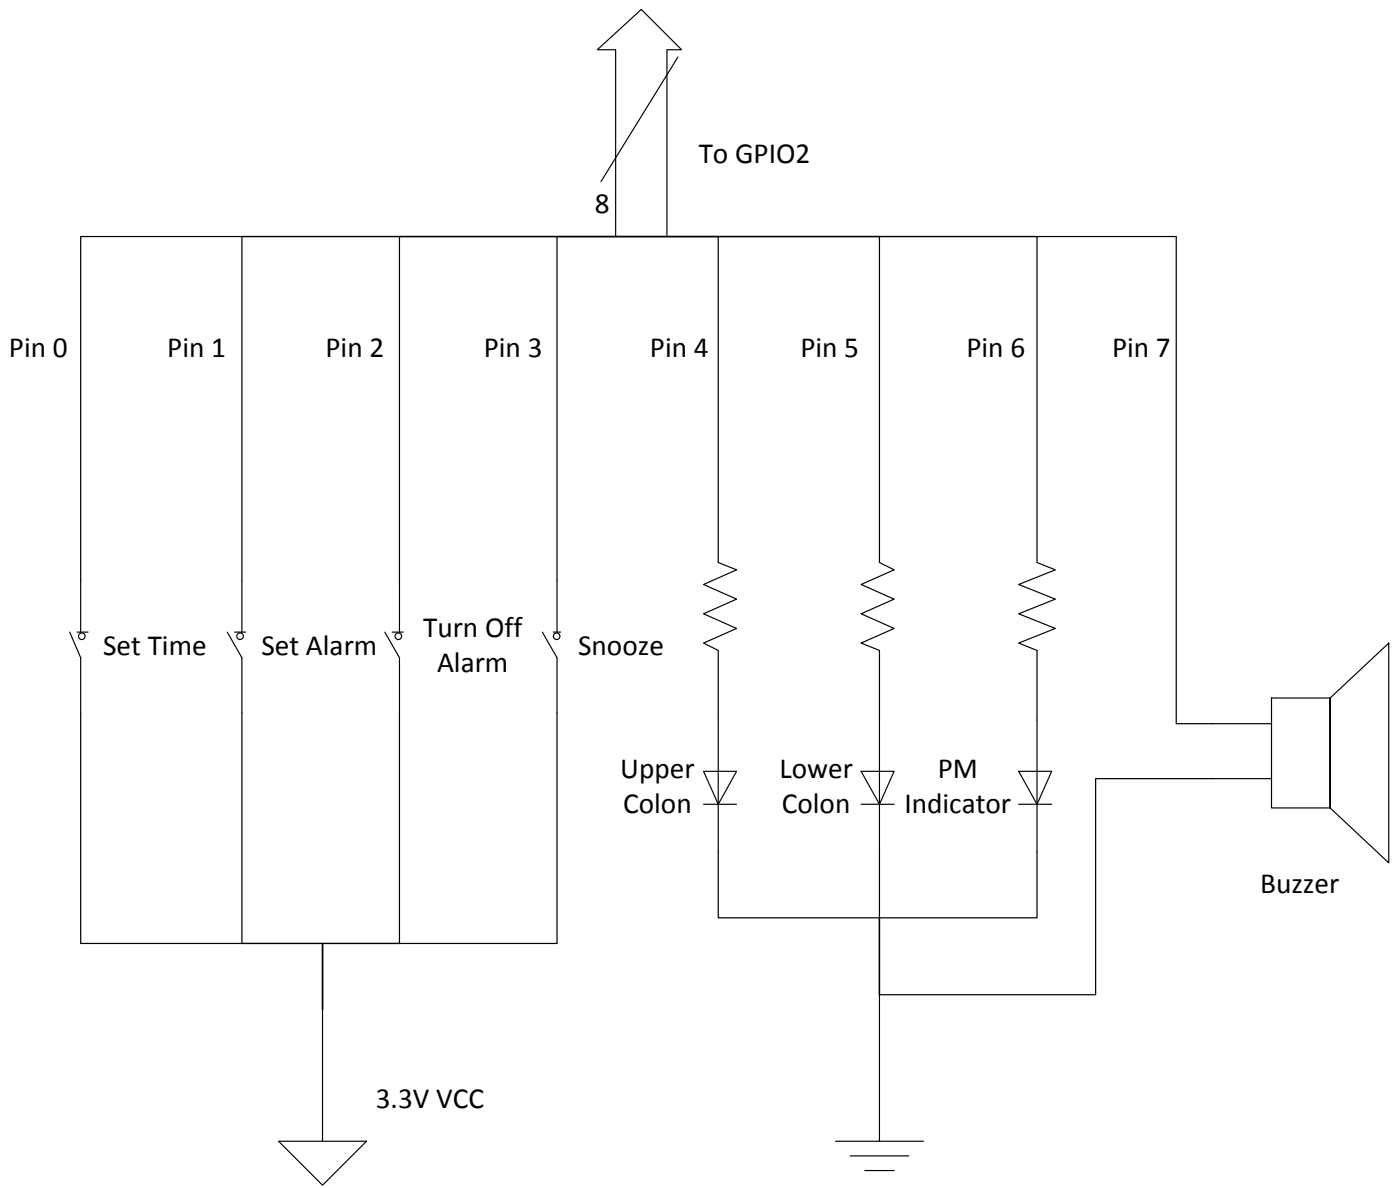 To GPIO2
8
Pin 0
Pin 1
Pin 2
Pin 3
Pin 4
Pin 5
Pin 6
Pin 7
Set Time
Set Alarm
Turn Off
Alarm
Snooze
Upper
Colon
Lower
Colon
PM
Indicator
Buzzer
3.3V VCC